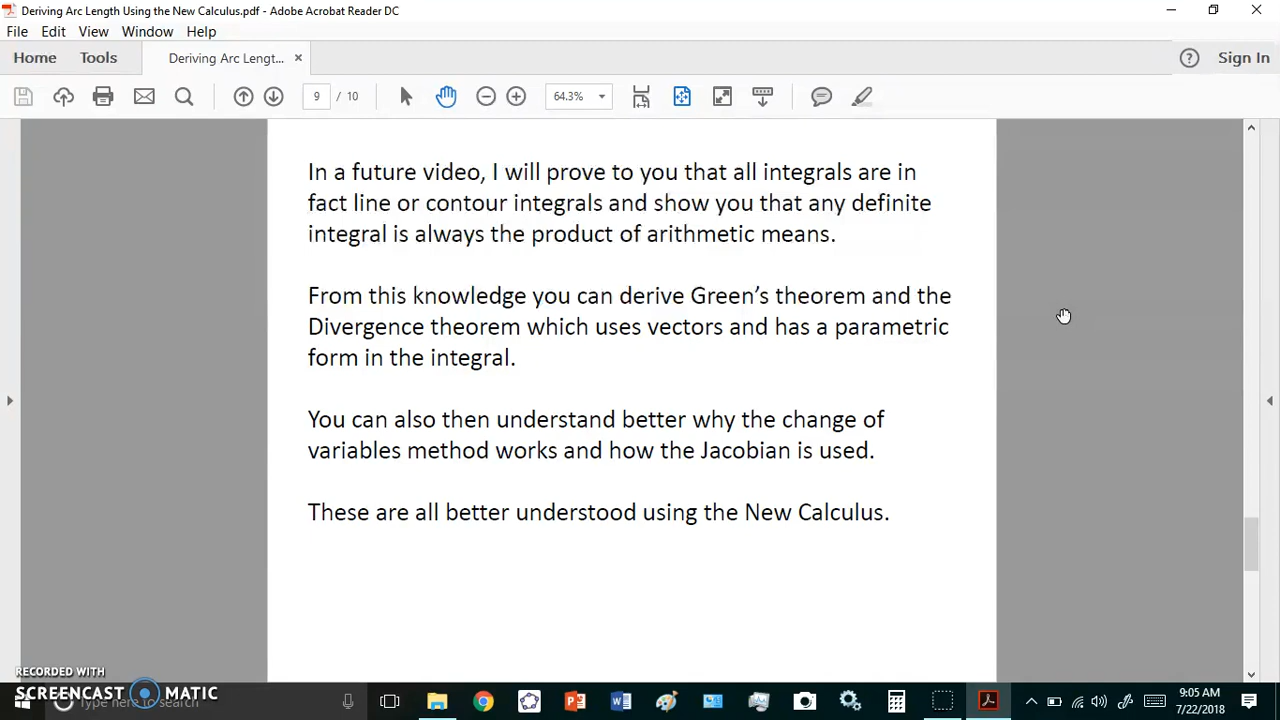 Deriving Arc Length Using the New Calculus.pdf - Adobe Acrobat Reader DC
File Edit View Window Help
Home Tools Deriving Arc Lengt... × Sign In
9 / 10 64.3%
In a future video, I will prove to you that all integrals are in
fact line or contour integrals and show you that any definite
integral is always the product of arithmetic means.
From this knowledge you can derive Green’s theorem and the
Divergence theorem which uses vectors and has a parametric
form in the integral.
You can also then understand better why the change of
variables method works and how the Jacobian is used.
These are all better understood using the New Calculus.
RECORDED WITH
SCREENCAST MATIC
Type here to search
9:05 AM
7/22/2018